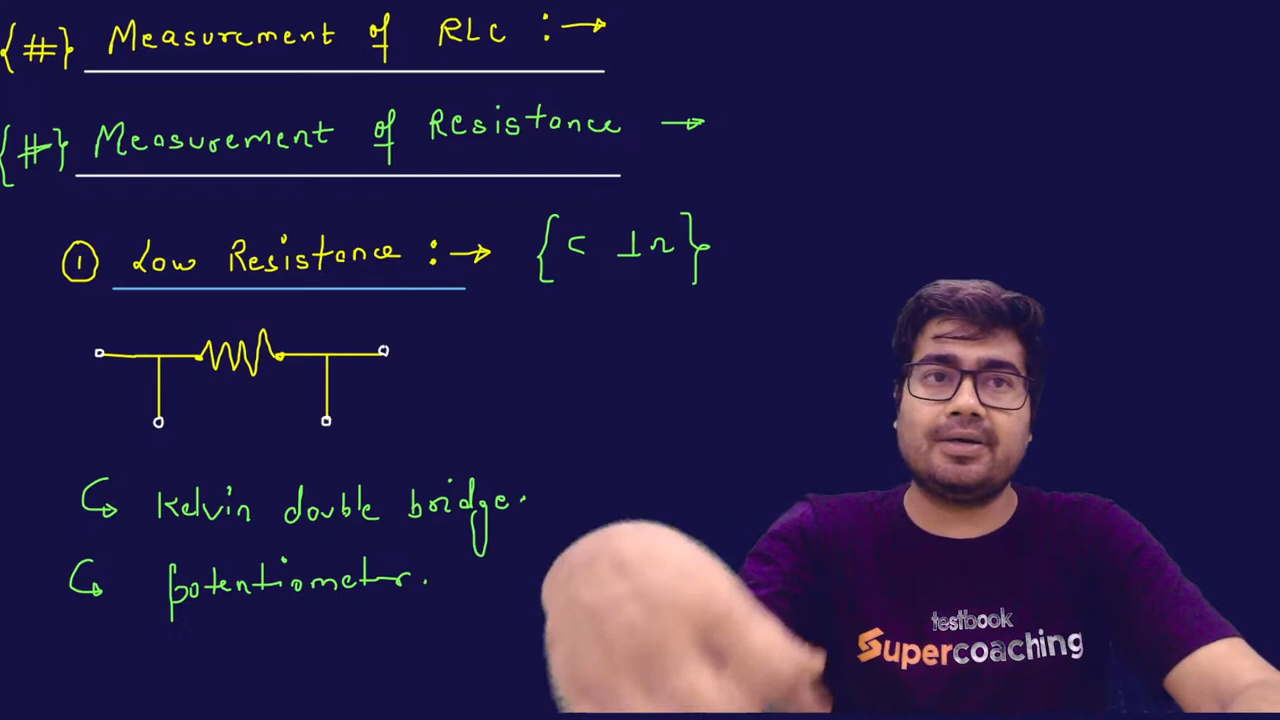 {#} Measurement of RLC :→
{#} Measurement of Resistance →
① Low Resistance :→ { < 1Ω }
↳ Kelvin double bridge.
↳ potentiometer.
testbook
Supercoaching